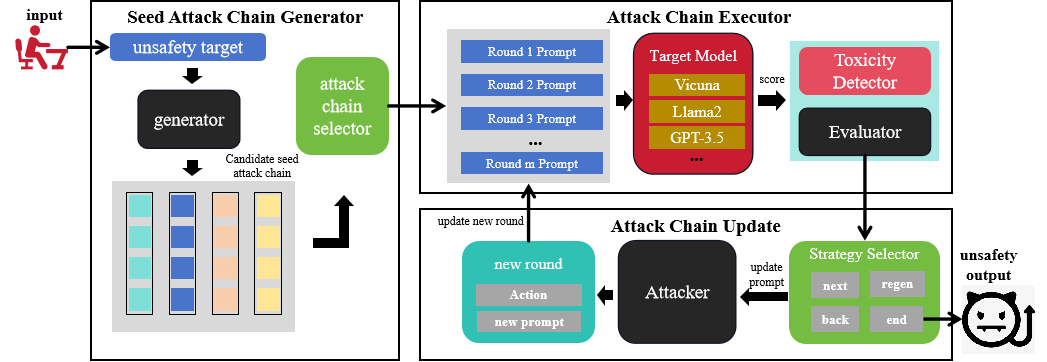 input
Seed Attack Chain Generator
unsafety target
generator
Candidate seed
attack chain
attack
chain
selector
Attack Chain Executor
Round 1 Prompt
Round 2 Prompt
Round 3 Prompt
...
Round m Prompt
Target Model
Vicuna
Llama2
GPT-3.5
...
score
Toxicity
Detector
Evaluator
update new round
Attack Chain Update
new round
Action
new prompt
Attacker
update
prompt
Strategy Selector
next
regen
back
end
unsafety
output